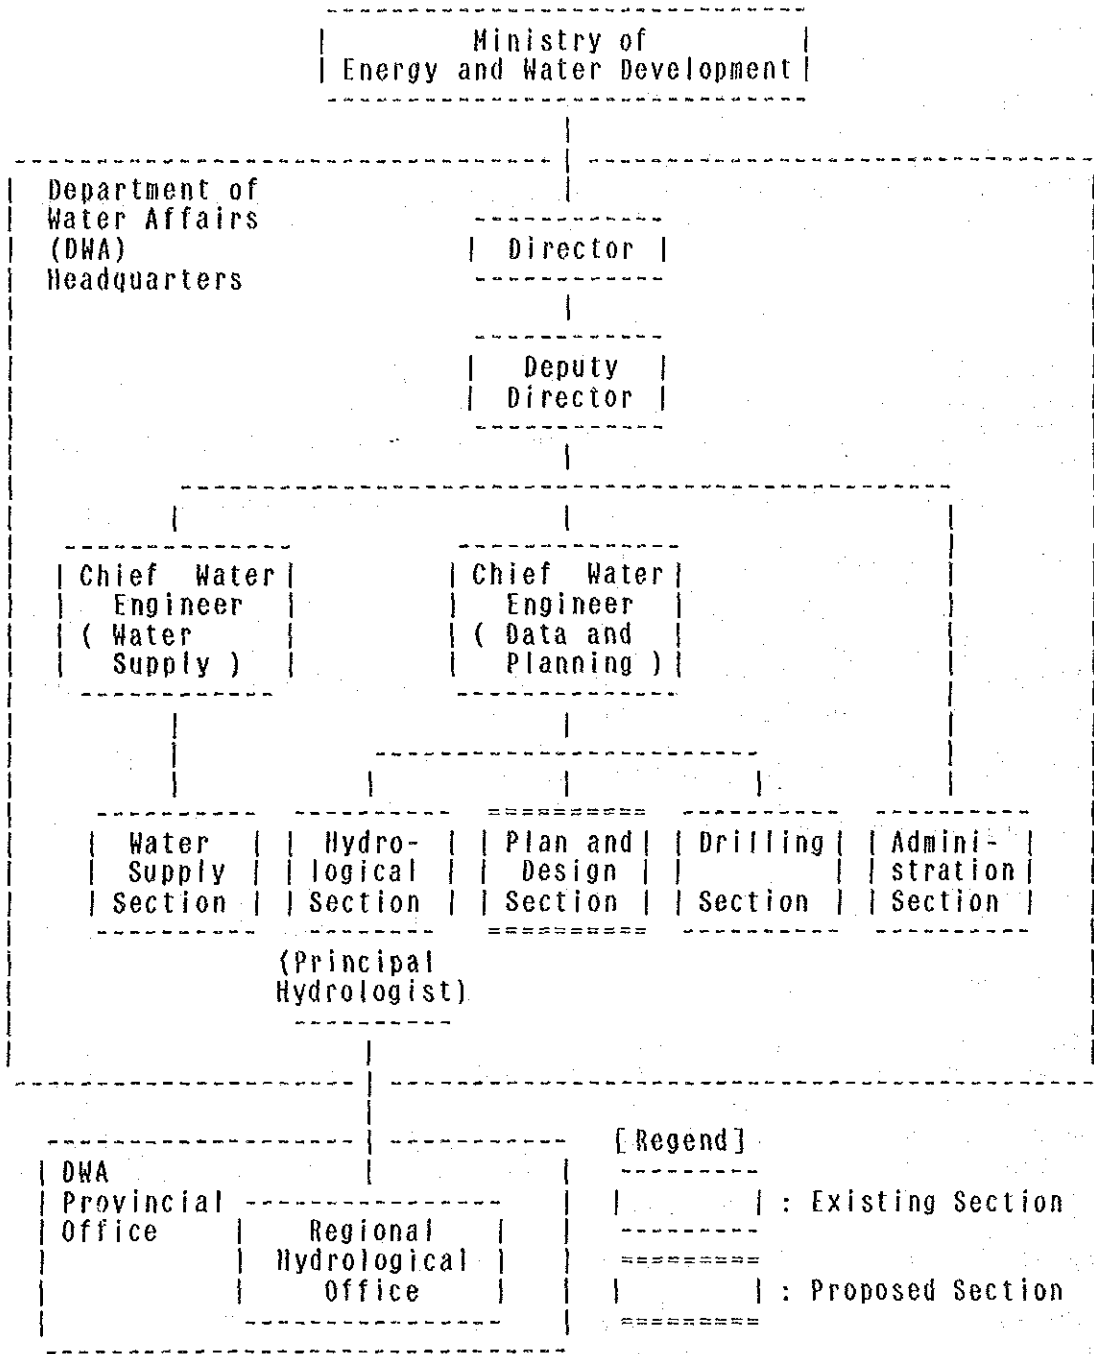 Ministry of
Energy and Water Development
Department of
Water Affairs
(DWA)
Headquarters
Director
Deputy
Director
Chief Water
Engineer
( Water
Supply )
Chief Water
Engineer
( Data and
Planning )
Water
Supply
Section
Hydro-
logical
Section
Plan and
Design
Section
Drilling
Section
Admini-
stration
Section
(Principal
Hydrologist)
DWA
Provincial
Office
Regional
Hydrological
Office
[Regend]
: Existing Section
: Proposed Section